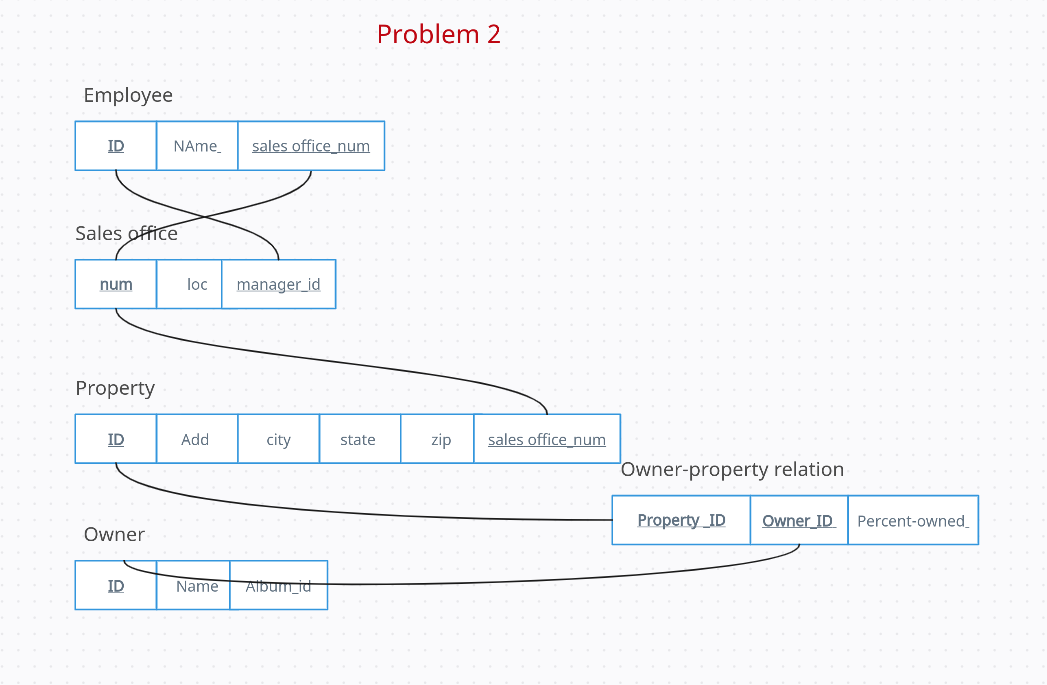 Problem 2
Employee
ID NAme_ sales office_num
Sales office
num loc manager_id
Property
ID Add city state zip sales office_num
Owner-property relation
Property _ID Owner_ID Percent-owned_
Owner
ID Name Album_id